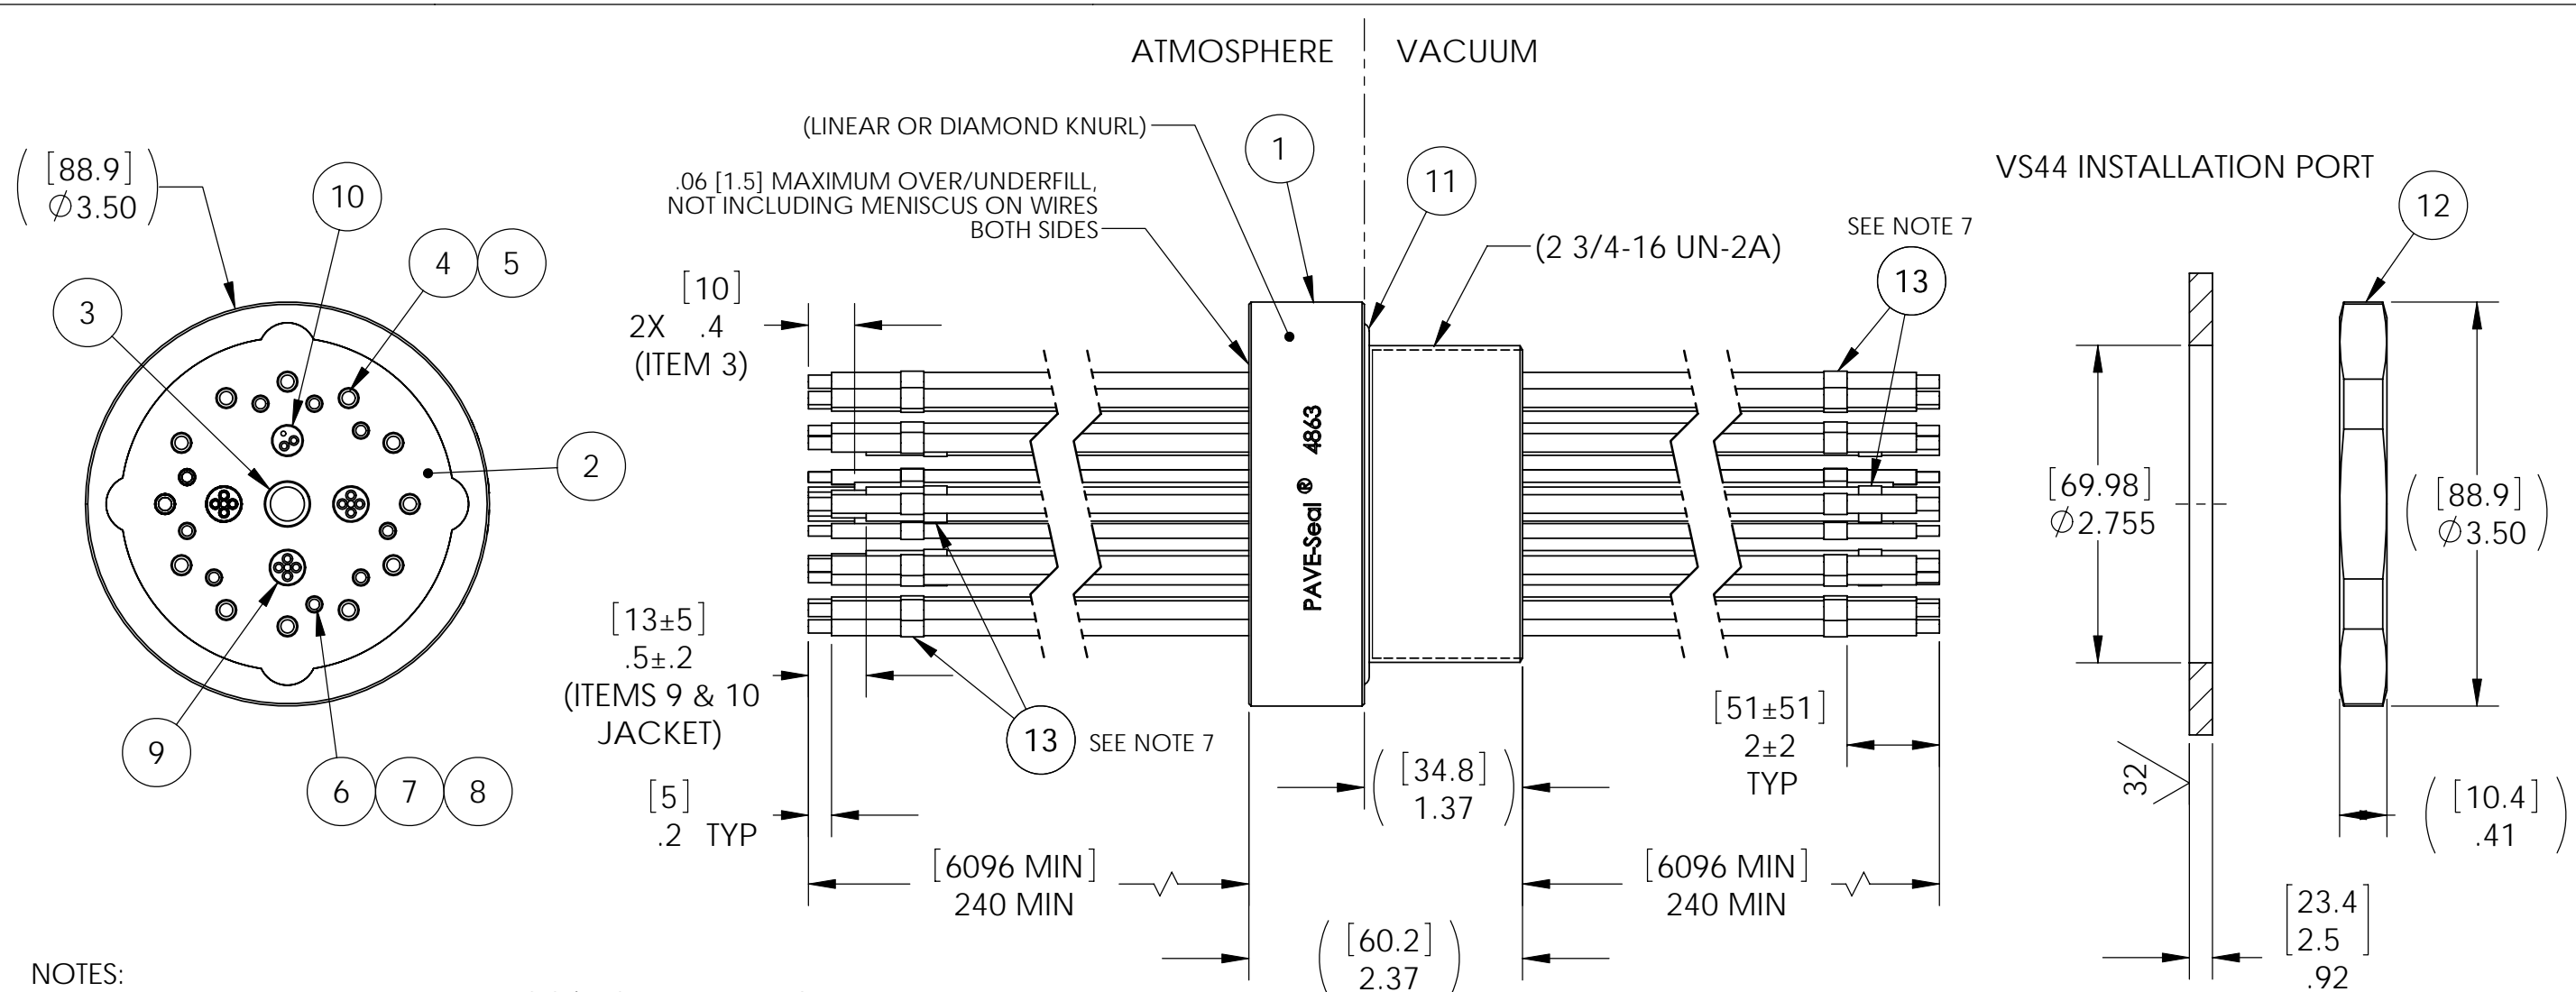 ATMOSPHERE
VACUUM
(LINEAR OR DIAMOND KNURL)
.06 [1.5] MAXIMUM OVER/UNDERFILL,
NOT INCLUDING MENISCUS ON WIRES
BOTH SIDES
1
11
VS44 INSTALLATION PORT
12
SEE NOTE 7
13
(2 3/4-16 UN-2A)
([88.9]
∅3.50)
10
4
5
3
2
9
6
7
8
[10]
2X .4
(ITEM 3)
PAVE-Seal ® 4863
[13±5]
.5±.2
(ITEMS 9 & 10
JACKET)
13 SEE NOTE 7
[5]
.2 TYP
[6096 MIN]
240 MIN
([34.8]
1.37)
([60.2]
2.37)
[51±51]
2±2
TYP
[6096 MIN]
240 MIN
[69.98]
∅2.755
([88.9]
∅3.50)
32
([10.4]
.41)
[23.4
2.5]
.92
NOTES: